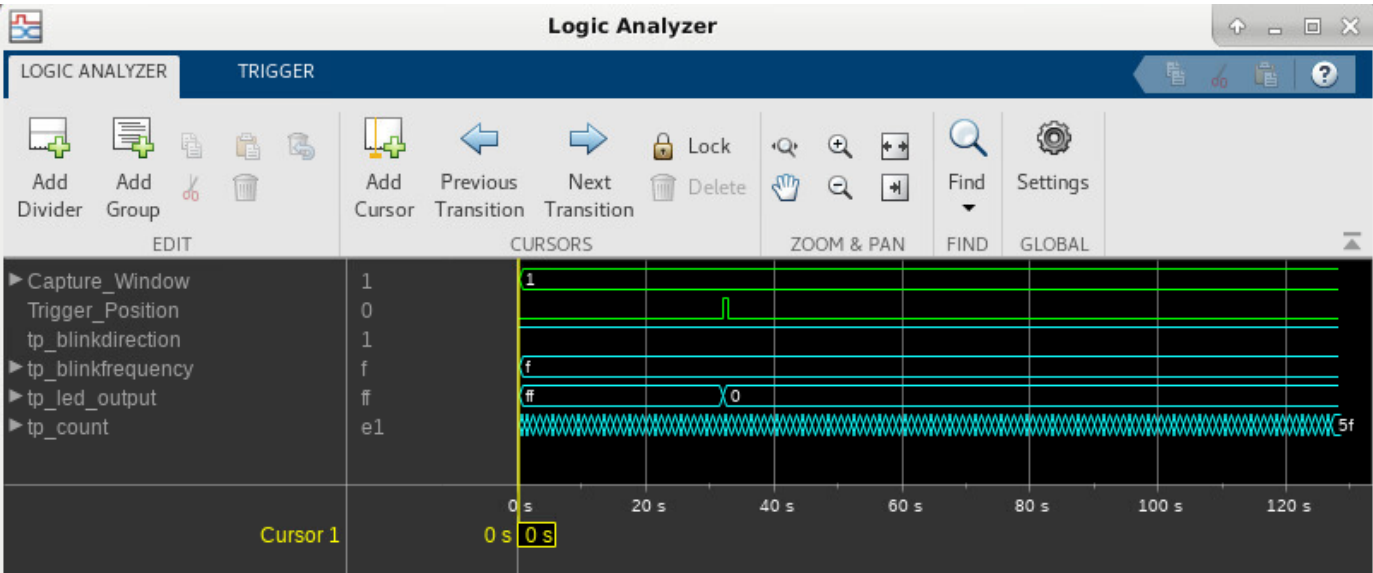 Logic Analyzer
LOGIC ANALYZER TRIGGER ?
Add Divider
Add Group
Add Cursor
Previous Transition
Next Transition
Lock
Delete
Find
Settings
EDIT CURSORS ZOOM & PAN FIND GLOBAL
Capture_Window 1 1
Trigger_Position 0
tp_blinkdirection 1
tp_blinkfrequency f f
tp_led_output ff ff 0
tp_count e1 5f
0 s 20 s 40 s 60 s 80 s 100 s 120 s
Cursor 1 0 s 0 s